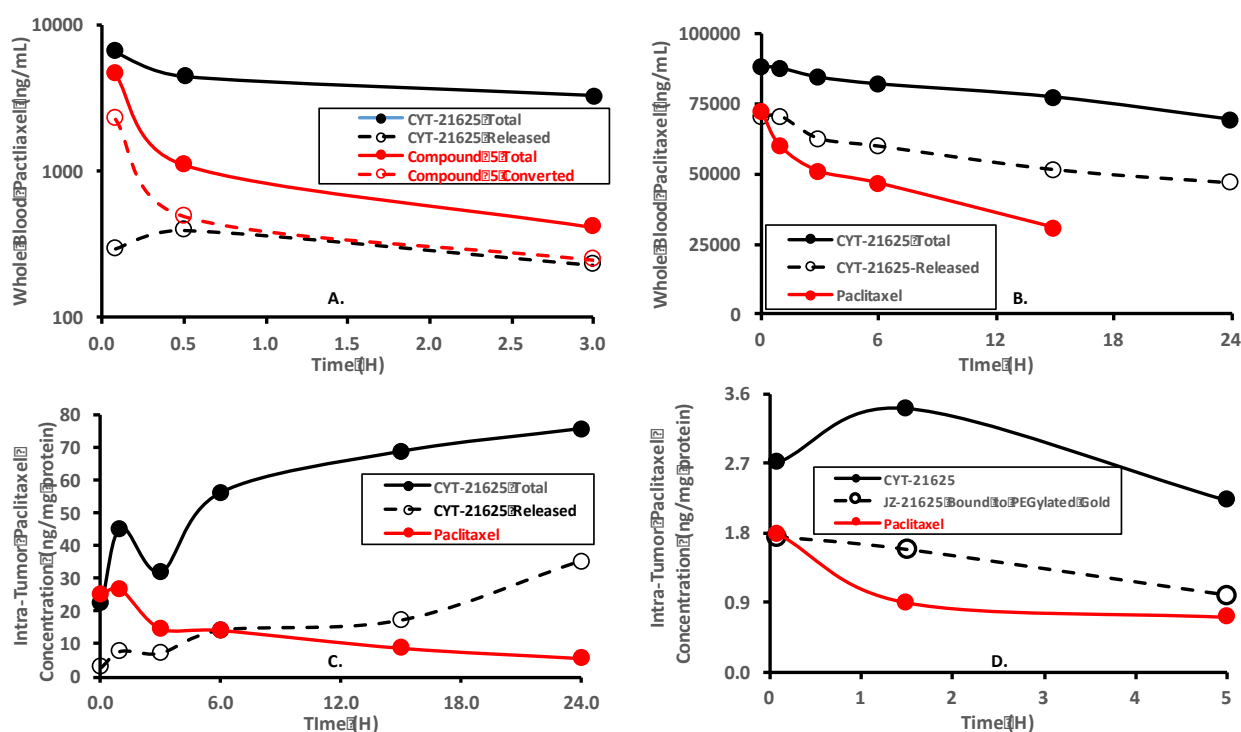 10000
1000
100
Whole Blood Pactliaxel (ng/mL)
CYT-21625 Total
CYT-21625 Released
Compound 5 Total
Compound 5 Converted
A.
0.0 0.5 1.0 1.5 2.0 2.5 3.0
Time (H)
100000
75000
50000
25000
0
Whole Blood Paclitaxel (ng/mL)
CYT-21625 Total
CYT-21625-Released
Paclitaxel
B.
0 6 12 18 24
TIme (H)
80
70
60
50
40
30
20
10
0
Intra-Tumor Paclitaxel
Concentration (ng/mg protein)
CYT-21625 Total
CYT-21625 Released
Paclitaxel
C.
0.0 6.0 12.0 18.0 24.0
TIme (H)
3.6
2.7
1.8
0.9
0.0
Intra-Tumor Paclitaxel
Concentration (ng/mg protein)
CYT-21625
JZ-21625 Bound to PEGylated Gold
Paclitaxel
D.
0 1 2 3 4 5
Time (H)